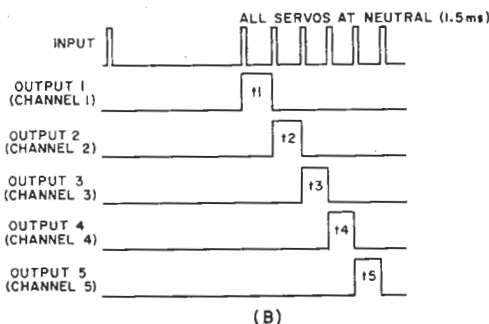 ALL SERVOS AT NEUTRAL (1.5ms)
INPUT
OUTPUT 1
(CHANNEL 1)
t1
OUTPUT 2
(CHANNEL 2)
t2
OUTPUT 3
(CHANNEL 3)
t3
OUTPUT 4
(CHANNEL 4)
t4
OUTPUT 5
(CHANNEL 5)
t5
(B)